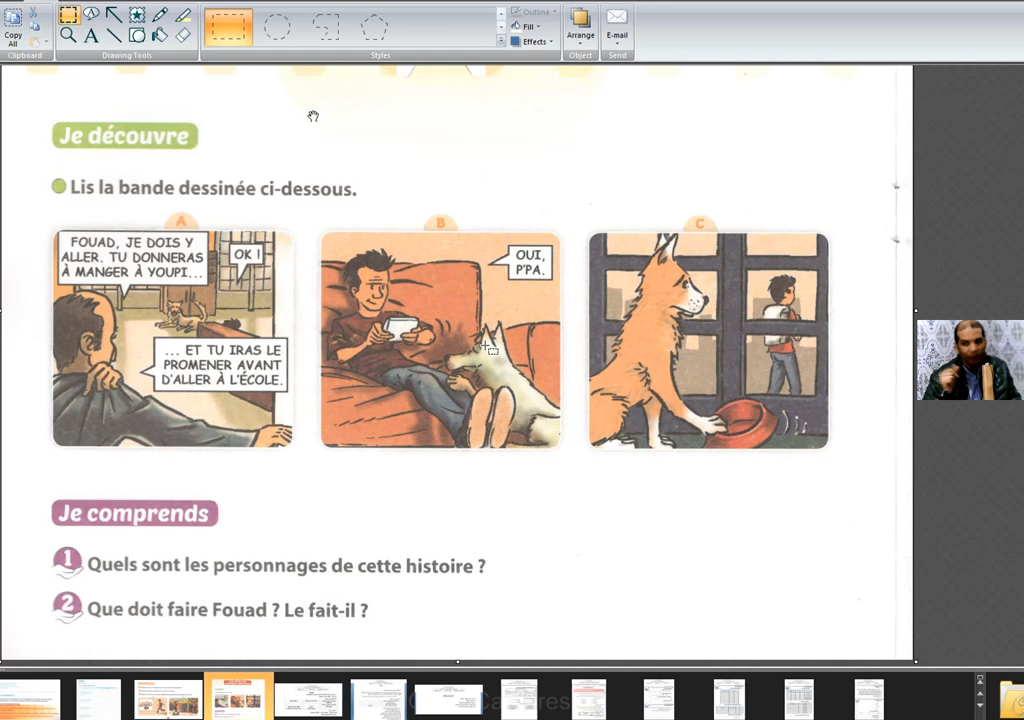 Copy
All
Clipboard
Drawing Tools
Styles
Outline
Fill
Effects
Arrange
Object
E-mail
Send
Je découvre
Lis la bande dessinée ci-dessous.
A
FOUAD, JE DOIS Y
ALLER. TU DONNERAS
À MANGER À YOUPI...
OK !
... ET TU IRAS LE
PROMENER AVANT
D'ALLER À L'ÉCOLE.
B
OUI,
P'PA.
C
Je comprends
1 Quels sont les personnages de cette histoire ?
2 Que doit faire Fouad ? Le fait-il ?